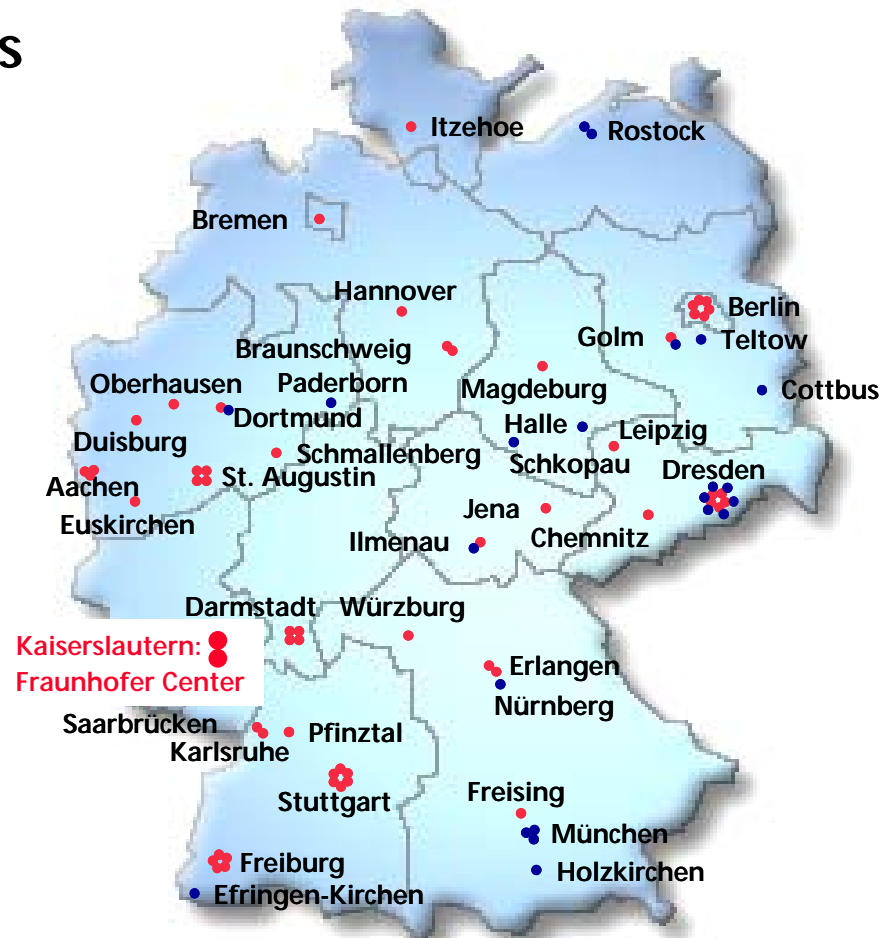 s
Itzehoe
Rostock
Bremen
Hannover
Berlin
Golm
Teltow
Braunschweig
Oberhausen
Paderborn
Magdeburg
Cottbus
Dortmund
Halle
Leipzig
Duisburg
Schmallenberg
Schkopau
Dresden
Aachen
St. Augustin
Euskirchen
Jena
Ilmenau
Chemnitz
Darmstadt
Würzburg
Kaiserslautern:
Fraunhofer Center
Erlangen
Nürnberg
Saarbrücken
Pfinztal
Karlsruhe
Stuttgart
Freising
München
Freiburg
Holzkirchen
Efringen-Kirchen